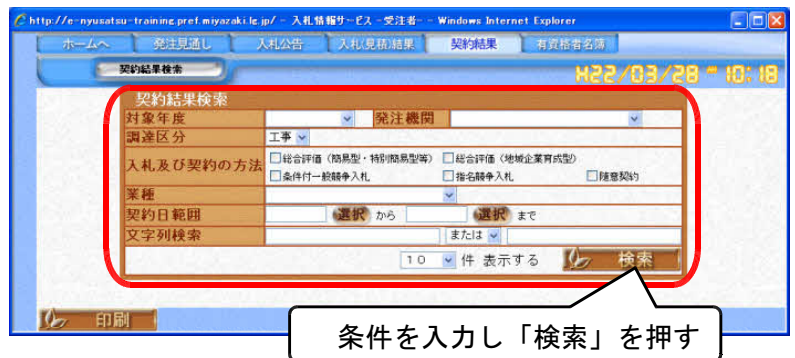 http://e-nyusatsu-training.pref.miyazaki.lg.jp/ - 入札情報サービス -受注者- - Windows Internet Explorer
ホームへ 発注見通し 入札公告 入札(見積)結果 契約結果 有資格者名簿
契約結果検索 H22/03/28 - 10:18
契約結果検索
対象年度 発注機関
調達区分 工事
入札及び契約の方法 総合評価（簡易型・特別簡易型等） 総合評価（地域企業育成型）
条件付一般競争入札 指名競争入札 随意契約
業種
契約日範囲 選択 から 選択 まで
文字列検索 または
１０ 件 表示する 検索
印刷
条件を入力し「検索」を押す